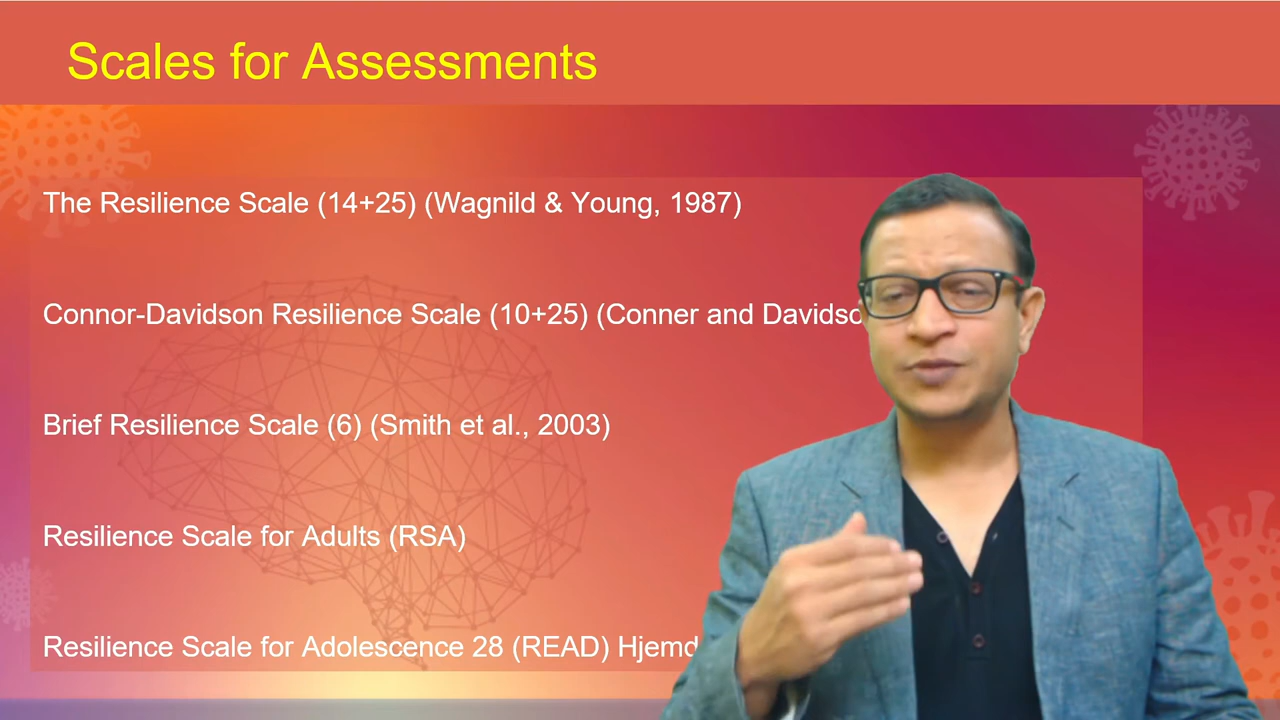 Scales for Assessments
The Resilience Scale (14+25) (Wagnild & Young, 1987)
Connor-Davidson Resilience Scale (10+25) (Conner and
Brief Resilience Scale (6) (Smith et al., 2003)
Resilience Scale for Adults (RSA)
Resilience Scale for Adolescence 28 (READ)